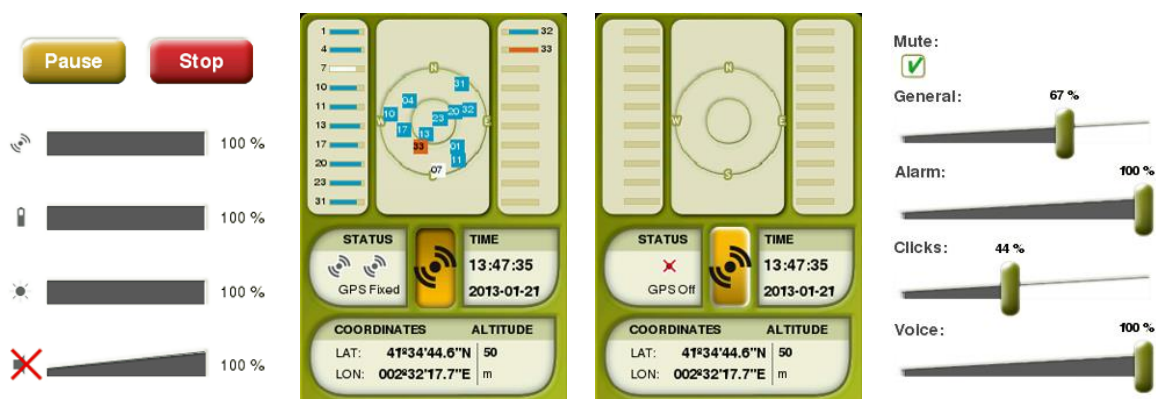 Pause Stop
100 %
100 %
100 %
100 %
1 32
4 33
7
10
11
13
17
20
23
31
N
W
E
31
04
10
20 32
23
17
13
33
01
11
07
STATUS
GPS Fixed
TIME
13:47:35
2013-01-21
COORDINATES ALTITUDE
LAT: 41º34'44.6"N 50
LON: 002º32'17.7"E m
N
W
E
S
STATUS
GPS Off
TIME
13:47:35
2013-01-21
COORDINATES ALTITUDE
LAT: 41º34'44.6"N 50
LON: 002º32'17.7"E m
Mute:
General: 67 %
Alarm: 100 %
Clicks: 44 %
Voice: 100 %